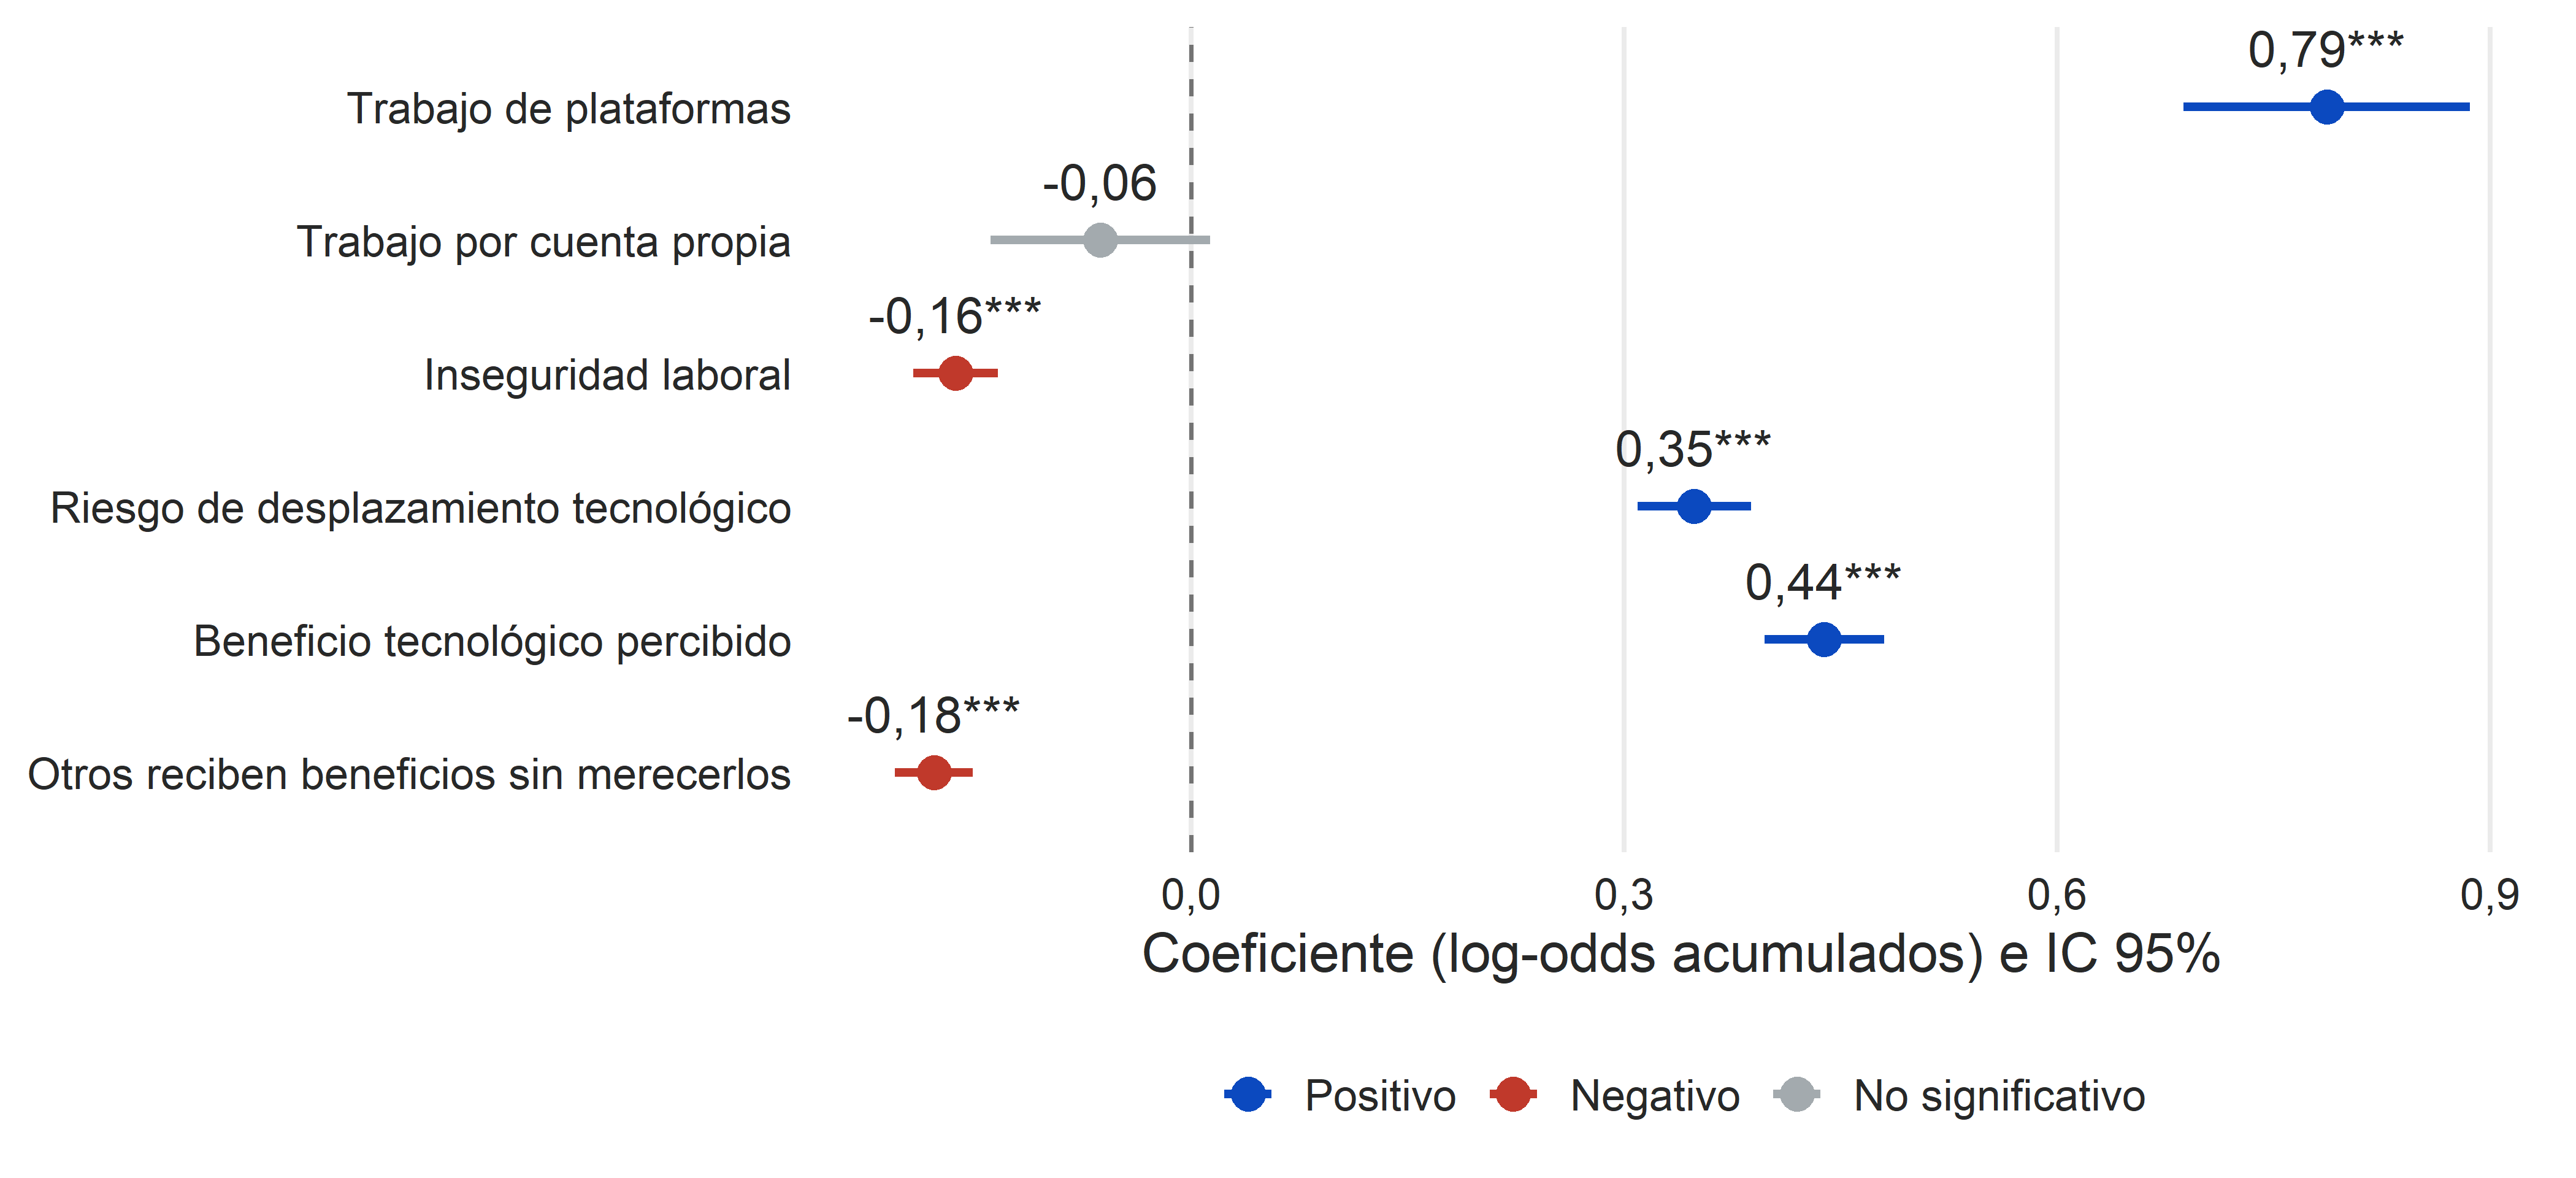 0,79***
Trabajo de plataformas
-0,06
Trabajo por cuenta propia
-0,16***
Inseguridad laboral
0,35***
Riesgo de desplazamiento tecnológico
0,44***
Beneficio tecnológico percibido
-0,18***
Otros reciben beneficios sin merecerlos
0,0 0,3 0,6 0,9
Coeficiente (log-odds acumulados) e IC 95%
Positivo Negativo No significativo